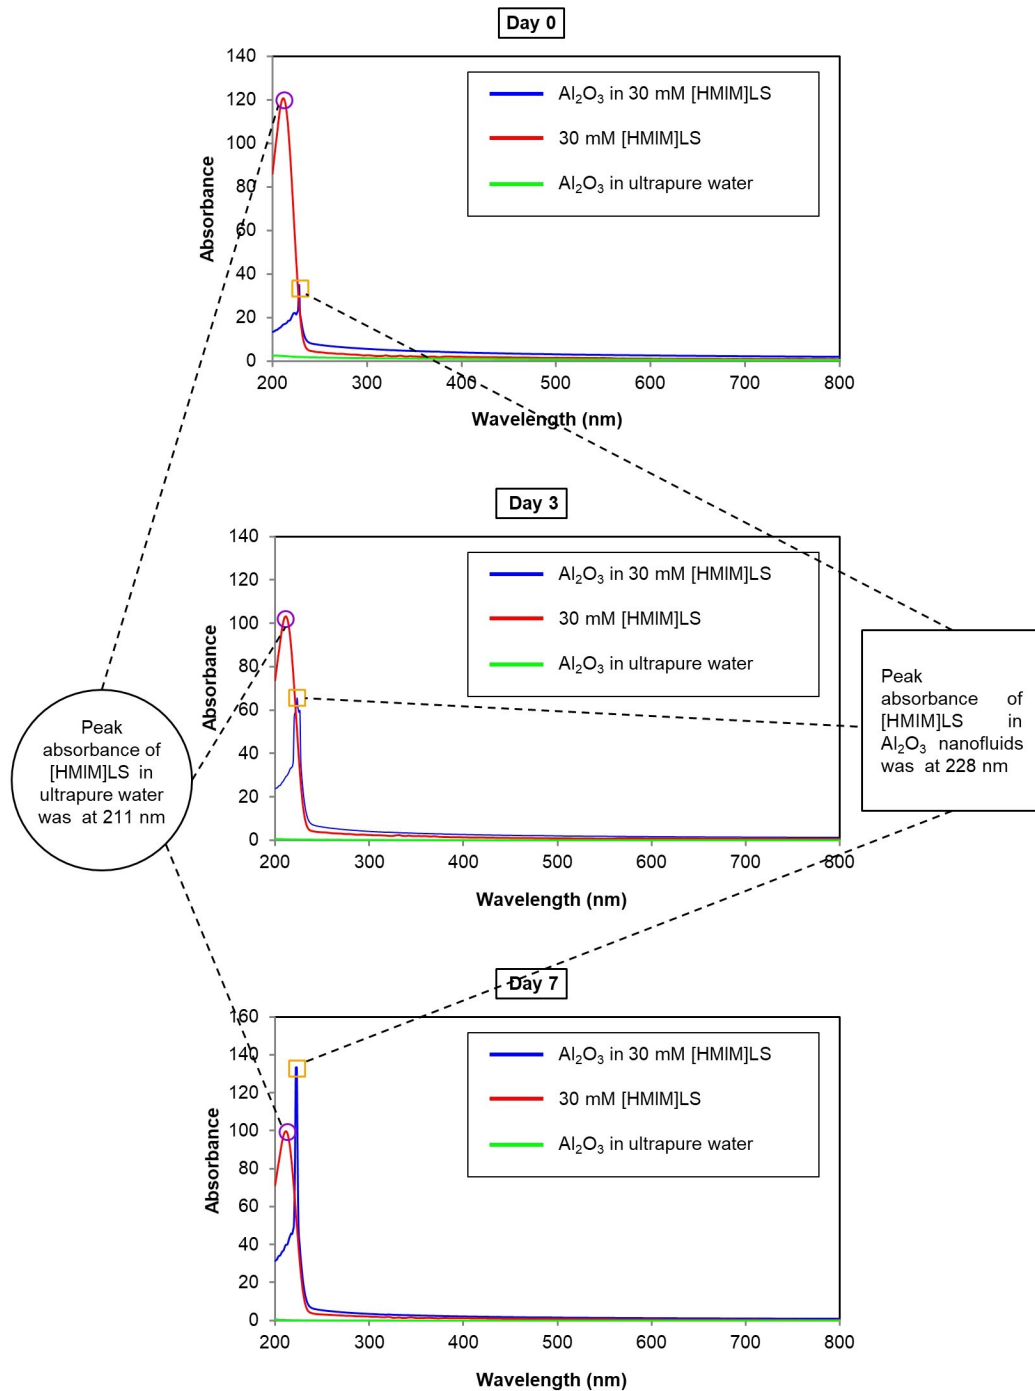 Day 0
140
120
100
80
60
40
20
0
Absorbance
Al₂O₃ in 30 mM [HMIM]LS
30 mM [HMIM]LS
Al₂O₃ in ultrapure water
200 300 400 500 600 700 800
Wavelength (nm)
Day 3
140
120
100
80
60
40
20
0
Absorbance
Al₂O₃ in 30 mM [HMIM]LS
30 mM [HMIM]LS
Al₂O₃ in ultrapure water
200 300 400 500 600 700 800
Wavelength (nm)
Peak
absorbance of
[HMIM]LS in
ultrapure water
was at 211 nm
Peak
absorbance of
[HMIM]LS in
Al₂O₃ nanofluids
was at 228 nm
Day 7
160
140
120
100
80
60
40
20
0
Absorbance
Al₂O₃ in 30 mM [HMIM]LS
30 mM [HMIM]LS
Al₂O₃ in ultrapure water
200 300 400 500 600 700 800
Wavelength (nm)